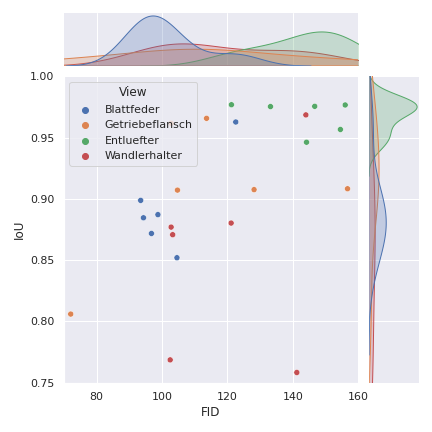 1.00
View
Blattfeder
Getriebeflansch
Entluefter
Wandlerhalter
0.95
0.90
IoU
0.85
0.80
0.75
80
100
120
140
160
FID